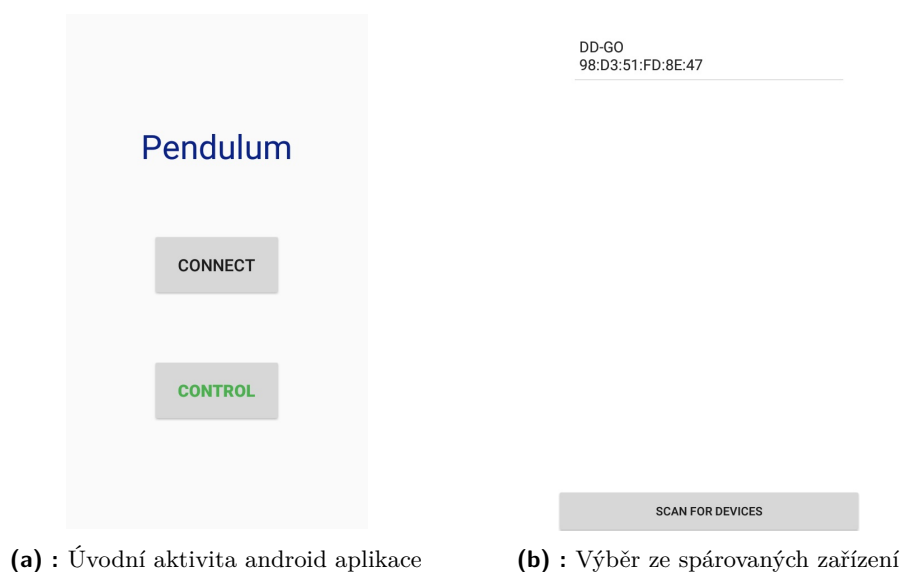 Pendulum
CONNECT
CONTROL
(a) : Úvodní aktivita android aplikace
DD-GO
98:D3:51:FD:8E:47
SCAN FOR DEVICES
(b) : Výběr ze spárovaných zařízení